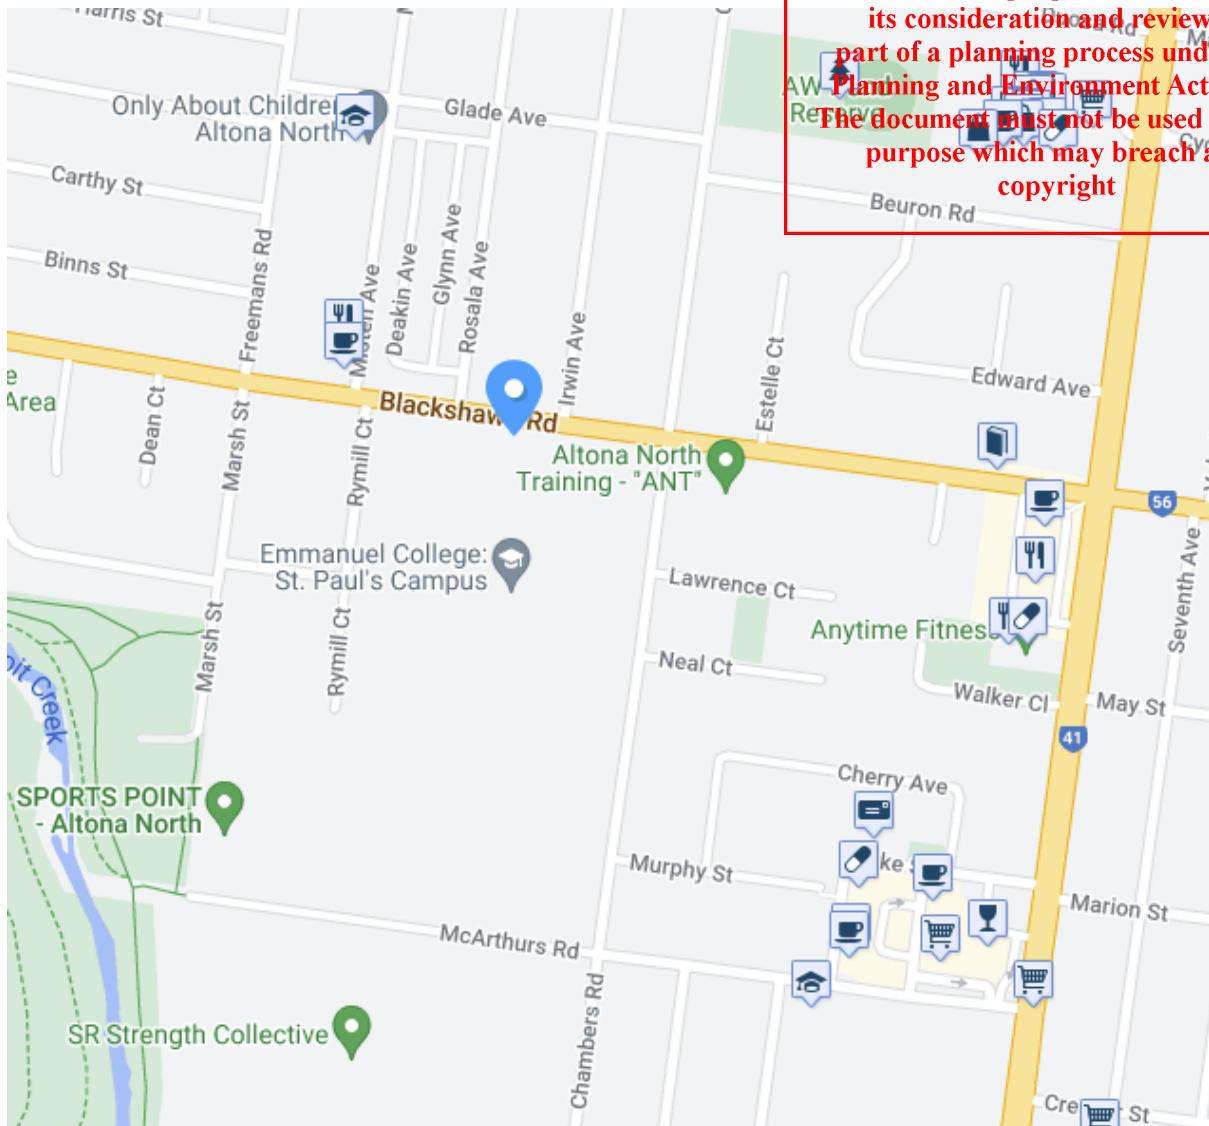 Harris St
its consideration and review
part of a planning process und
Planning and Environment Act
The document must not be used
purpose which may breach a
copyright
Reserve
Only About Children
Altona North
Glade Ave
Carthy St
Beuron Rd
Binns St
Freemans Rd
Deakin Ave
Glynn Ave
Rosala Ave
Irwin Ave
Estelle Ct
Edward Ave
Area
Dean Ct
Marsh St
Rymill Ct
Blackshaw Rd
Altona North
Training - "ANT"
56
Emmanuel College:
St. Paul's Campus
Lawrence Ct
Seventh Ave
Marsh St
Rymill Ct
Anytime Fitness
Neal Ct
Walker Cl
May St
Creek
41
Cherry Ave
SPORTS POINT
- Altona North
Murphy St
Marion St
McArthurs Rd
Chambers Rd
SR Strength Collective
St